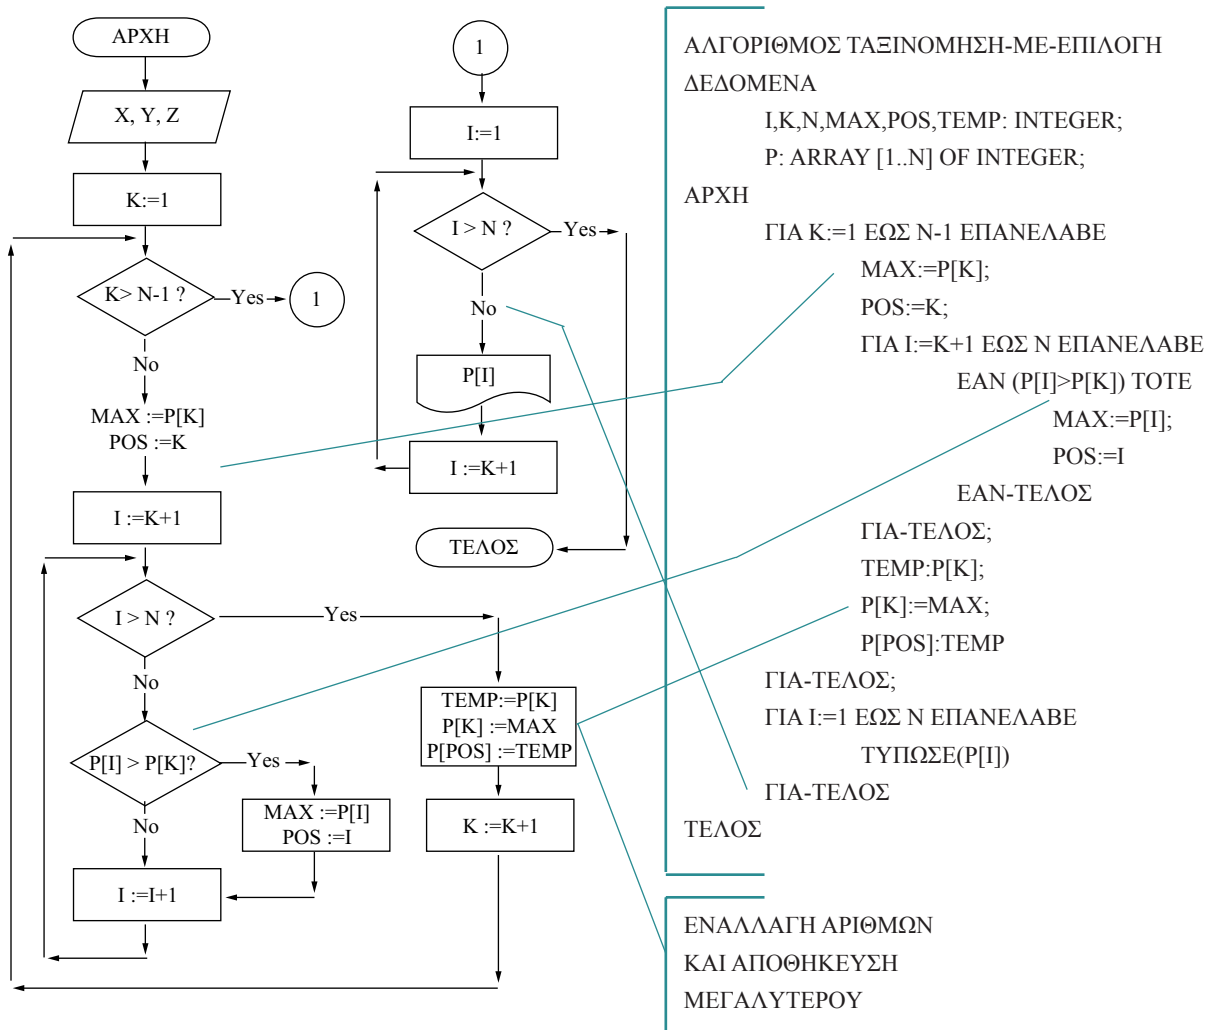 ΑΡΧΗ
X, Y, Z
K:=1
K> N-1 ?
Yes
1
No
MAX :=P[K]
POS :=K
I :=K+1
I > N ?
Yes
No
P[I] > P[K]?
Yes
MAX :=P[I]
POS :=I
No
I :=I+1
TEMP:=P[K]
P[K] :=MAX
P[POS] :=TEMP
K :=K+1
1
I:=1
I > N ?
Yes
No
P[I]
I :=K+1
ΤΕΛΟΣ
ΑΛΓΟΡΙΘΜΟΣ ΤΑΞΙΝΟΜΗΣΗ-ΜΕ-ΕΠΙΛΟΓΗ
ΔΕΔΟΜΕΝΑ
I,K,N,MAX,POS,TEMP: INTEGER;
P: ARRAY [1..N] OF INTEGER;
ΑΡΧΗ
ΓΙΑ K:=1 ΕΩΣ N-1 ΕΠΑΝΕΛΑΒΕ
MAX:=P[K];
POS:=K;
ΓΙΑ I:=K+1 ΕΩΣ N ΕΠΑΝΕΛΑΒΕ
ΕΑΝ (P[I]>P[K]) ΤΟΤΕ
MAX:=P[I];
POS:=I
ΕΑΝ-ΤΕΛΟΣ
ΓΙΑ-ΤΕΛΟΣ;
TEMP:P[K];
P[K]:=MAX;
P[POS]:TEMP
ΓΙΑ-ΤΕΛΟΣ;
ΓΙΑ I:=1 ΕΩΣ N ΕΠΑΝΕΛΑΒΕ
ΤΥΠΩΣΕ(P[I])
ΓΙΑ-ΤΕΛΟΣ
ΤΕΛΟΣ
ΕΝΑΛΛΑΓΗ ΑΡΙΘΜΩΝ
ΚΑΙ ΑΠΟΘΗΚΕΥΣΗ
ΜΕΓΑΛΥΤΕΡΟΥ